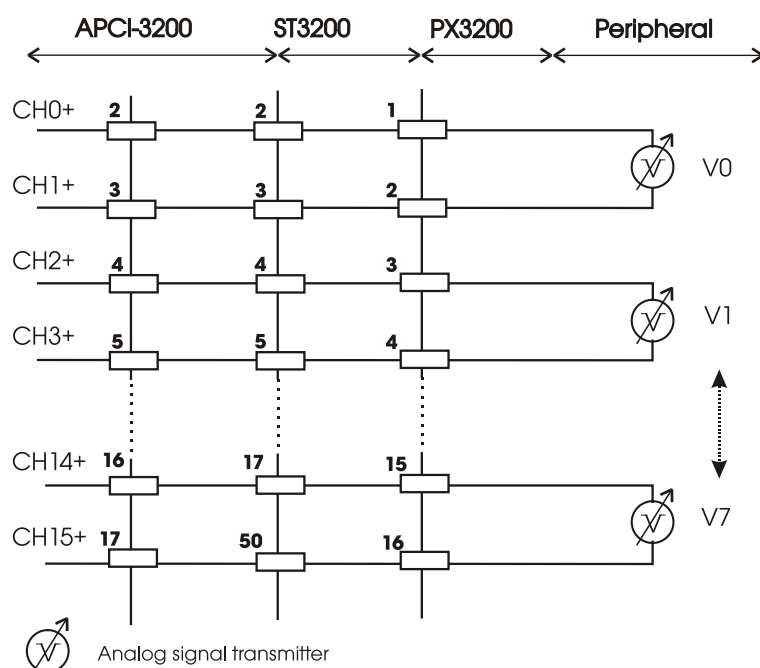 APCI-3200 ST3200 PX3200 Peripheral
CH0+ 2 2 1
V0
CH1+ 3 3 2
CH2+ 4 4 3
V1
CH3+ 5 5 4
CH14+ 16 17 15
V7
CH15+ 17 50 16
V Analog signal transmitter